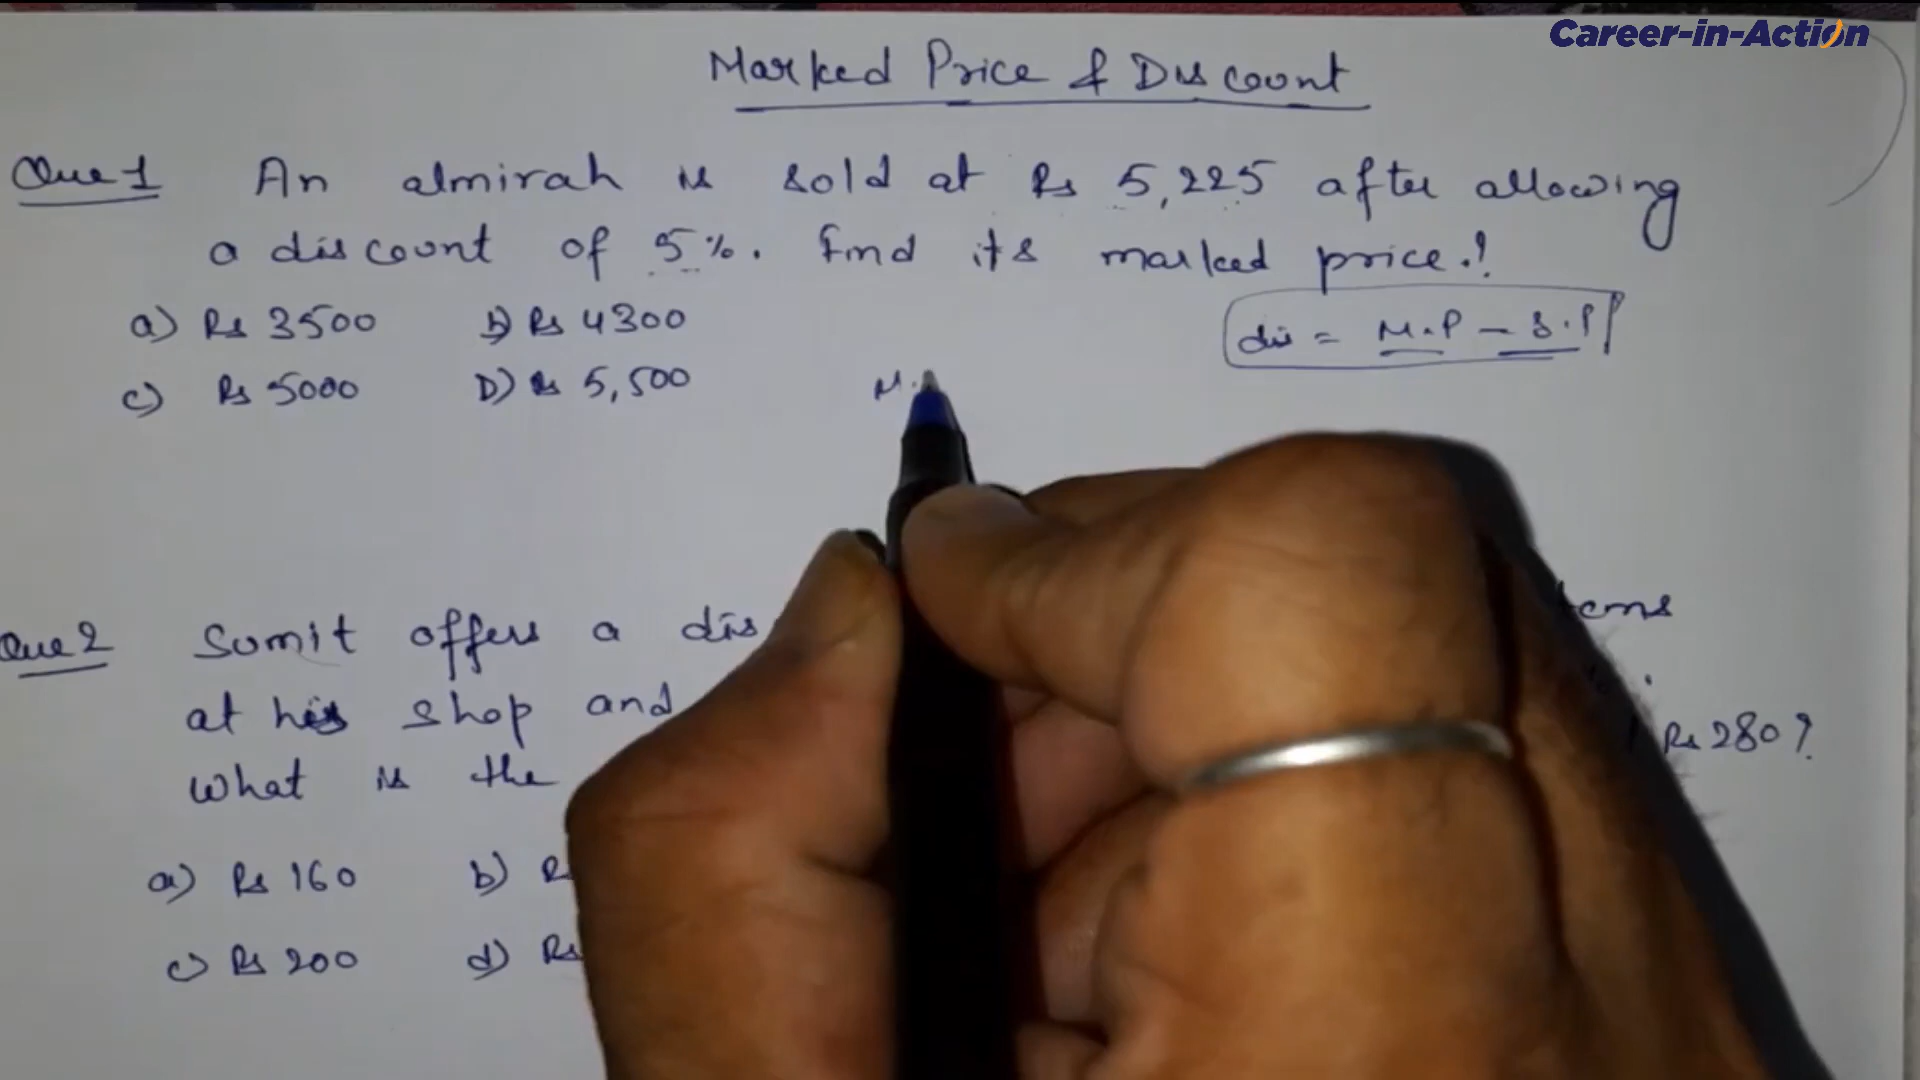 Career-in-Action
Marked Price & Discount
Que 1 An almirah is sold at Rs 5,225 after allowing
a discount of 5%. find its marked price.!
a) Rs 3500 b) Rs 4300
dis = M.P - S.P
c) Rs 5000 D) Rs 5,500
M.
Que 2 Sumit offers a dis
at his shop and
Rs 280?
What is the
a) Rs 160 b) R
c) Rs 200 d) Rs